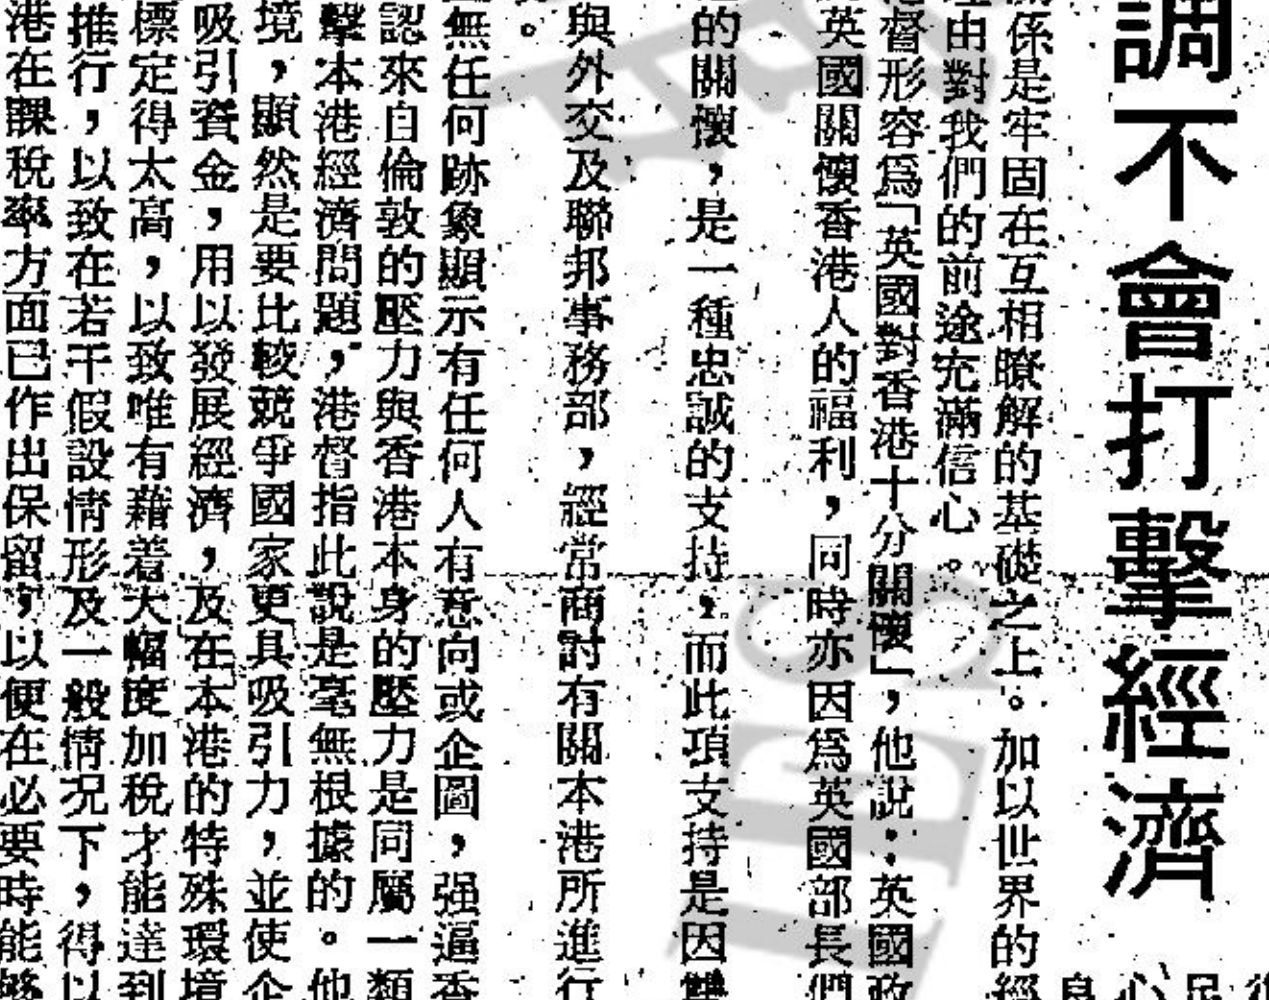 調不會打擊經濟
係是牢固在互相瞭解的基礎之上。加以世界的經
由對我們的前途充滿信心。
督形容爲「英國對香港十分關懷」,他說:英國政
英國關懷香港人的福利,同時亦因爲英國部長們
的關懷,是一種忠誠的支持,而此項支持是因雙
與外交及聯邦事務部,經常商討有關本港所進行
。
無任何跡象顯示有任何人有意向或企圖,强逼香
認來自倫敦的壓力與香港本身的壓力是同屬一類
擊本港經濟問題,港督指此說是毫無根據的。他
境,顯然是要比較競爭國家更具吸引力,並使企
吸引資金,用以發展經濟,及在本港的特殊環境
標定得太高,以致唯有藉着大幅度加稅才能達到
推行,以致在若干假設情形及一般情況下,得以
港在課稅率方面已作出保留,以便在必要時能夠